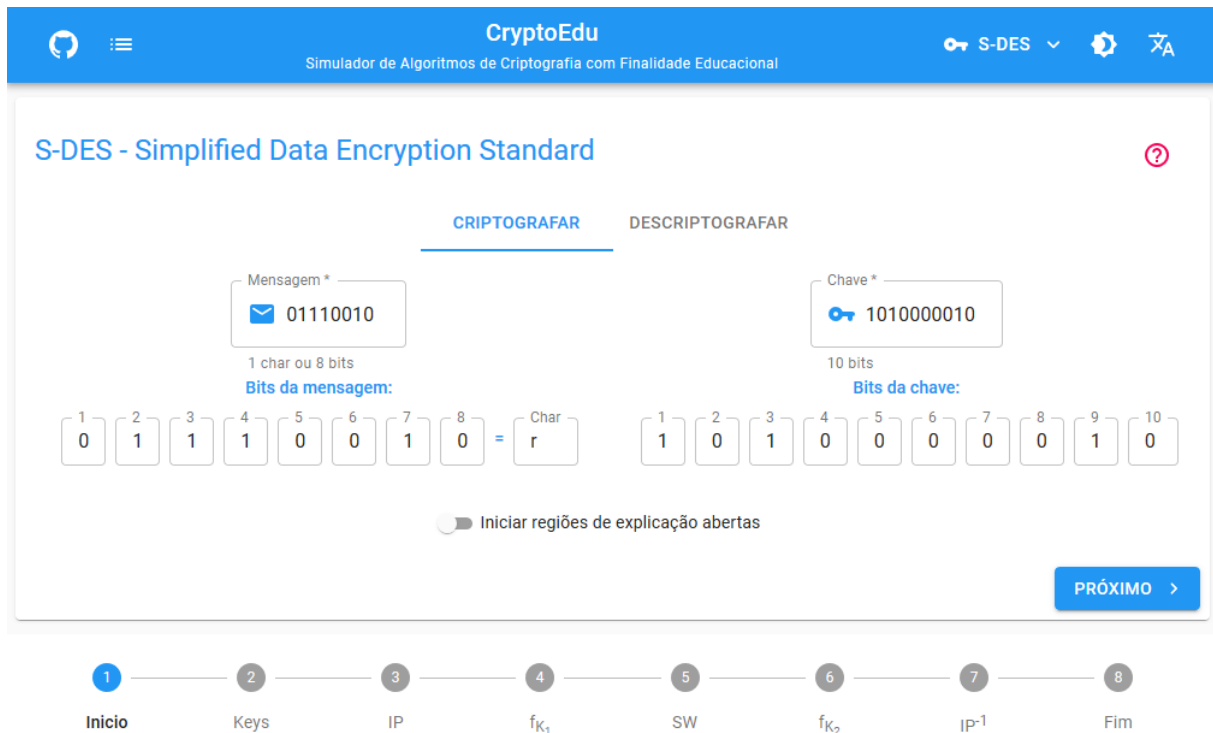 CryptoEdu
Simulador de Algoritmos de Criptografia com Finalidade Educacional
S-DES
S-DES - Simplified Data Encryption Standard
CRIPTOGRAFAR DESCRIPTOGRAFAR
Mensagem * Chave *
01110010 1010000010
1 char ou 8 bits 10 bits
Bits da mensagem: Bits da chave:
1 2 3 4 5 6 7 8 Char 1 2 3 4 5 6 7 8 9 10
0 1 1 1 0 0 1 0 = r 1 0 1 0 0 0 0 0 1 0
Iniciar regiões de explicação abertas
PRÓXIMO >
1 2 3 4 5 6 7 8
Inicio Keys IP fK₁ SW fK₂ IP⁻¹ Fim